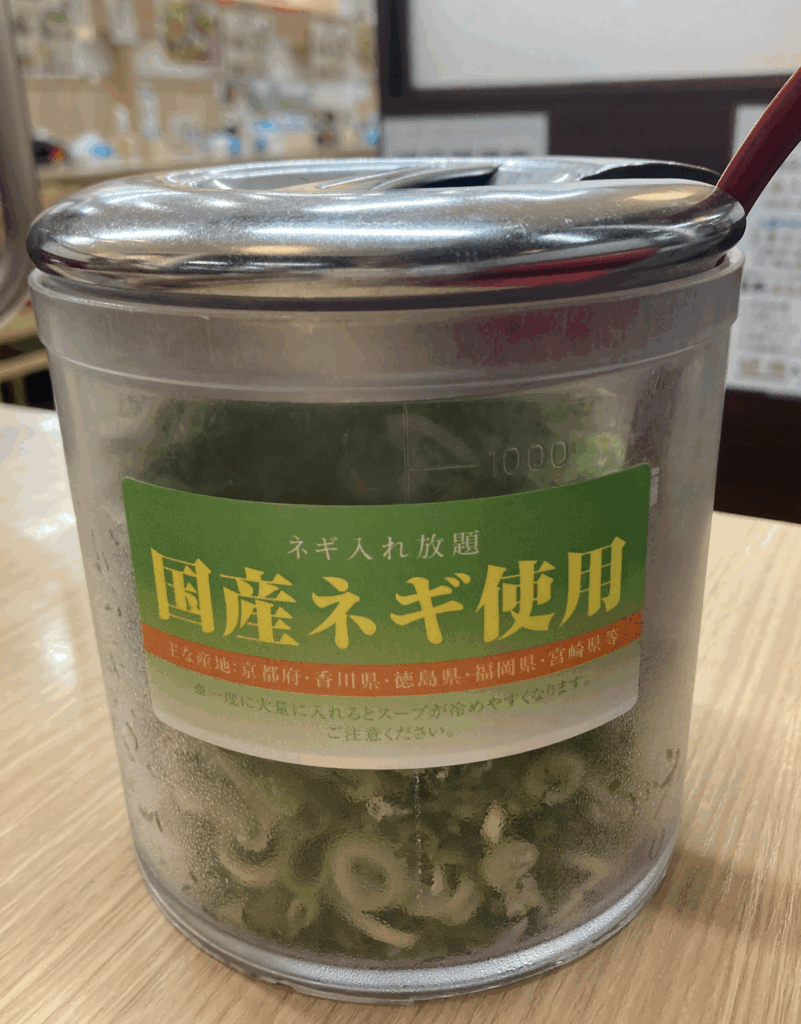 1000
ネギ入れ放題
国産ネギ使用
主な産地:京都府・香川県・徳島県・福岡県・宮崎県等
※一度に大量に入れるとスープが冷めやすくなります。
ご注意ください。